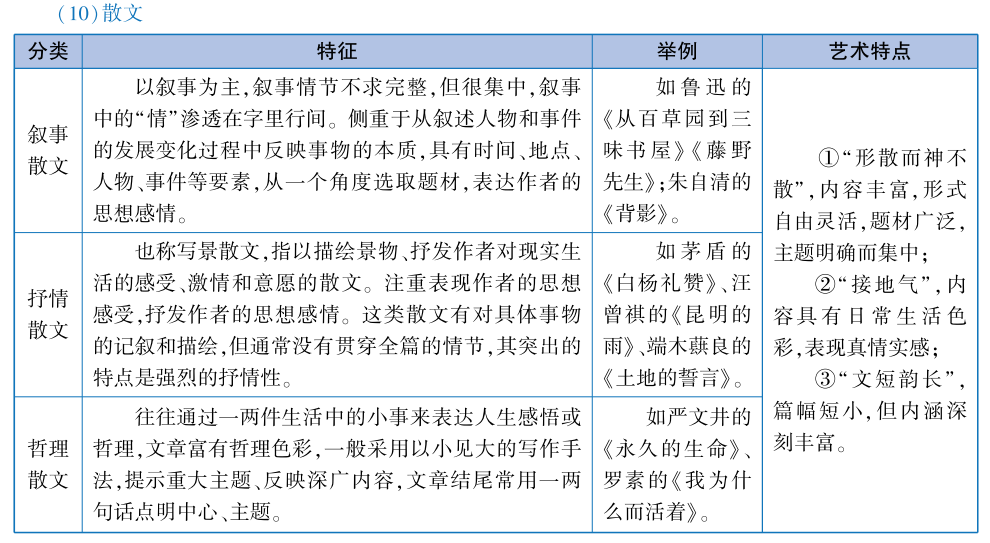 (10)散文
分类
特征
举例
艺术特点
叙事
散文
以叙事为主,叙事情节不求完整,但很集中,叙事
中的“情”渗透在字里行间。侧重于从叙述人物和事件
的发展变化过程中反映事物的本质,具有时间、地点、
人物、事件等要素,从一个角度选取题材,表达作者的
思想感情。
如鲁迅的
《从百草园到三
味书屋》《藤野
先生》;朱自清的
《背影》。
抒情
散文
也称写景散文,指以描绘景物、抒发作者对现实生
活的感受、激情和意愿的散文。注重表现作者的思想
感受,抒发作者的思想感情。这类散文有对具体事物
的记叙和描绘,但通常没有贯穿全篇的情节,其突出的
特点是强烈的抒情性。
如茅盾的
《白杨礼赞》、汪
曾祺的《昆明的
雨》、端木蕻良的
《土地的誓言》。
哲理
散文
往往通过一两件生活中的小事来表达人生感悟或
哲理,文章富有哲理色彩,一般采用以小见大的写作手
法,提示重大主题、反映深广内容,文章结尾常用一两
句话点明中心、主题。
如严文井的
《永久的生命》、
罗素的《我为什
么而活着》。
①“形散而神不
散”,内容丰富,形式
自由灵活,题材广泛,
主题明确而集中;
②“接地气”,内
容具有日常生活色
彩,表现真情实感;
③“文短韵长”,
篇幅短小,但内涵深
刻丰富。